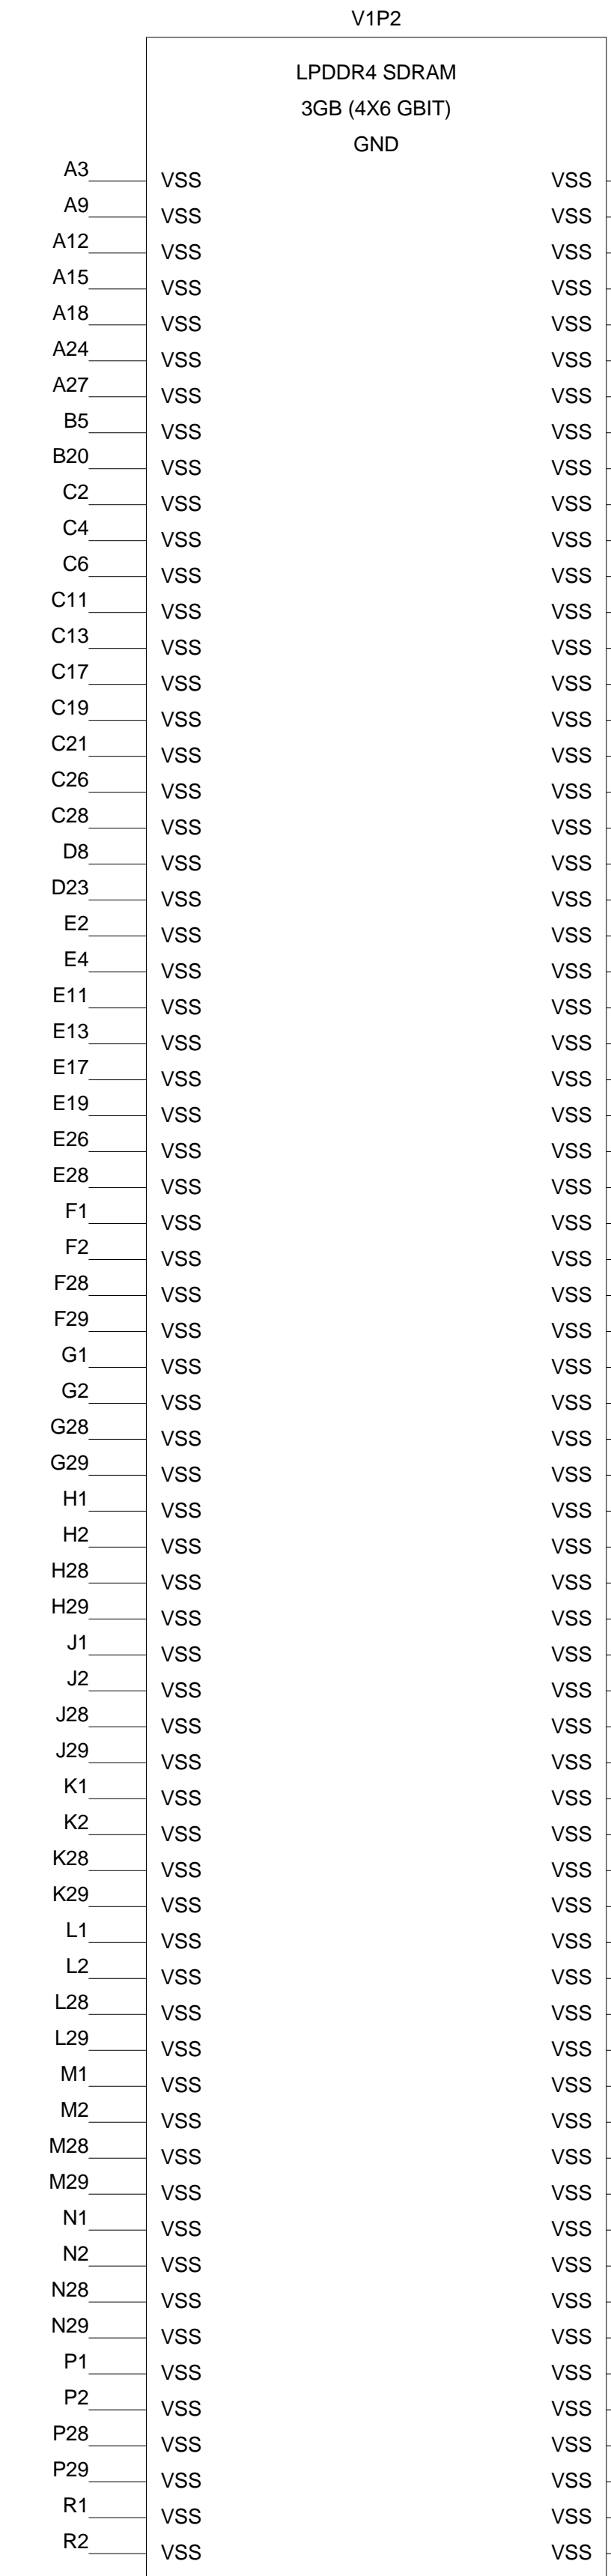 V1P2
LPDDR4 SDRAM
3GB (4X6 GBIT)
GND
A3 VSS VSS
A9 VSS VSS
A12 VSS VSS
A15 VSS VSS
A18 VSS VSS
A24 VSS VSS
A27 VSS VSS
B5 VSS VSS
B20 VSS VSS
C2 VSS VSS
C4 VSS VSS
C6 VSS VSS
C11 VSS VSS
C13 VSS VSS
C17 VSS VSS
C19 VSS VSS
C21 VSS VSS
C26 VSS VSS
C28 VSS VSS
D8 VSS VSS
D23 VSS VSS
E2 VSS VSS
E4 VSS VSS
E11 VSS VSS
E13 VSS VSS
E17 VSS VSS
E19 VSS VSS
E26 VSS VSS
E28 VSS VSS
F1 VSS VSS
F2 VSS VSS
F28 VSS VSS
F29 VSS VSS
G1 VSS VSS
G2 VSS VSS
G28 VSS VSS
G29 VSS VSS
H1 VSS VSS
H2 VSS VSS
H28 VSS VSS
H29 VSS VSS
J1 VSS VSS
J2 VSS VSS
J28 VSS VSS
J29 VSS VSS
K1 VSS VSS
K2 VSS VSS
K28 VSS VSS
K29 VSS VSS
L1 VSS VSS
L2 VSS VSS
L28 VSS VSS
L29 VSS VSS
M1 VSS VSS
M2 VSS VSS
M28 VSS VSS
M29 VSS VSS
N1 VSS VSS
N2 VSS VSS
N28 VSS VSS
N29 VSS VSS
P1 VSS VSS
P2 VSS VSS
P28 VSS VSS
P29 VSS VSS
R1 VSS VSS
R2 VSS VSS